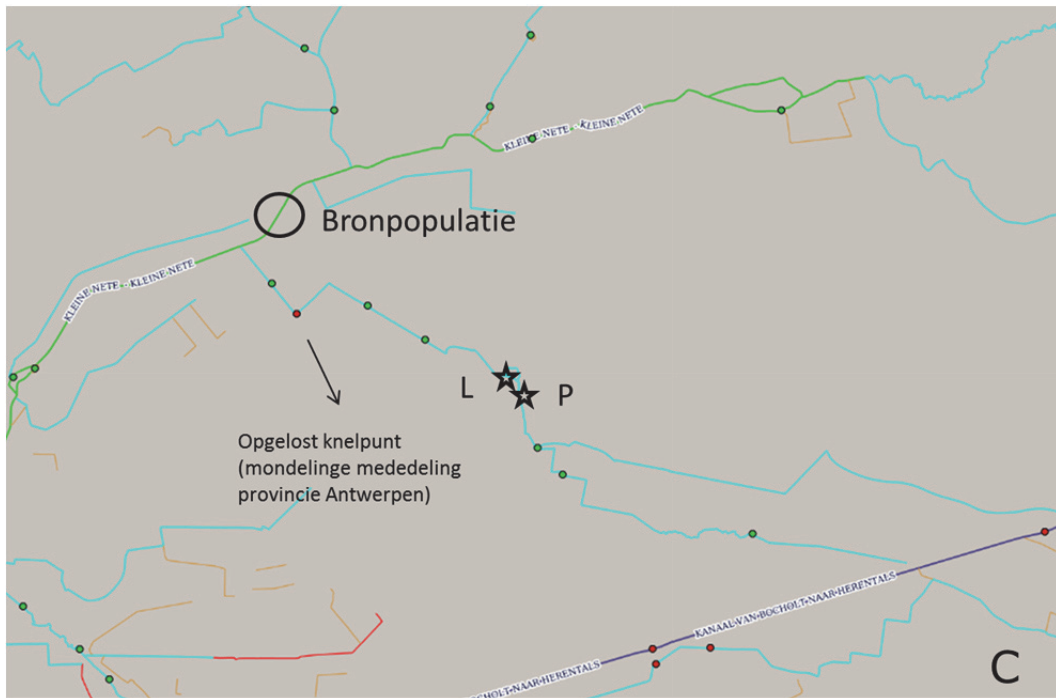 KLEINE NETE - KLEINE NETE
Bronpopulatie
KLEINE NETE - KLEINE NETE
L
P
Opgelost knelpunt
(mondelinge mededeling
provincie Antwerpen)
KANAAL VAN BOCHOLT NAAR HERENTALS
BOCHOLT NAAR HERENTALS
C